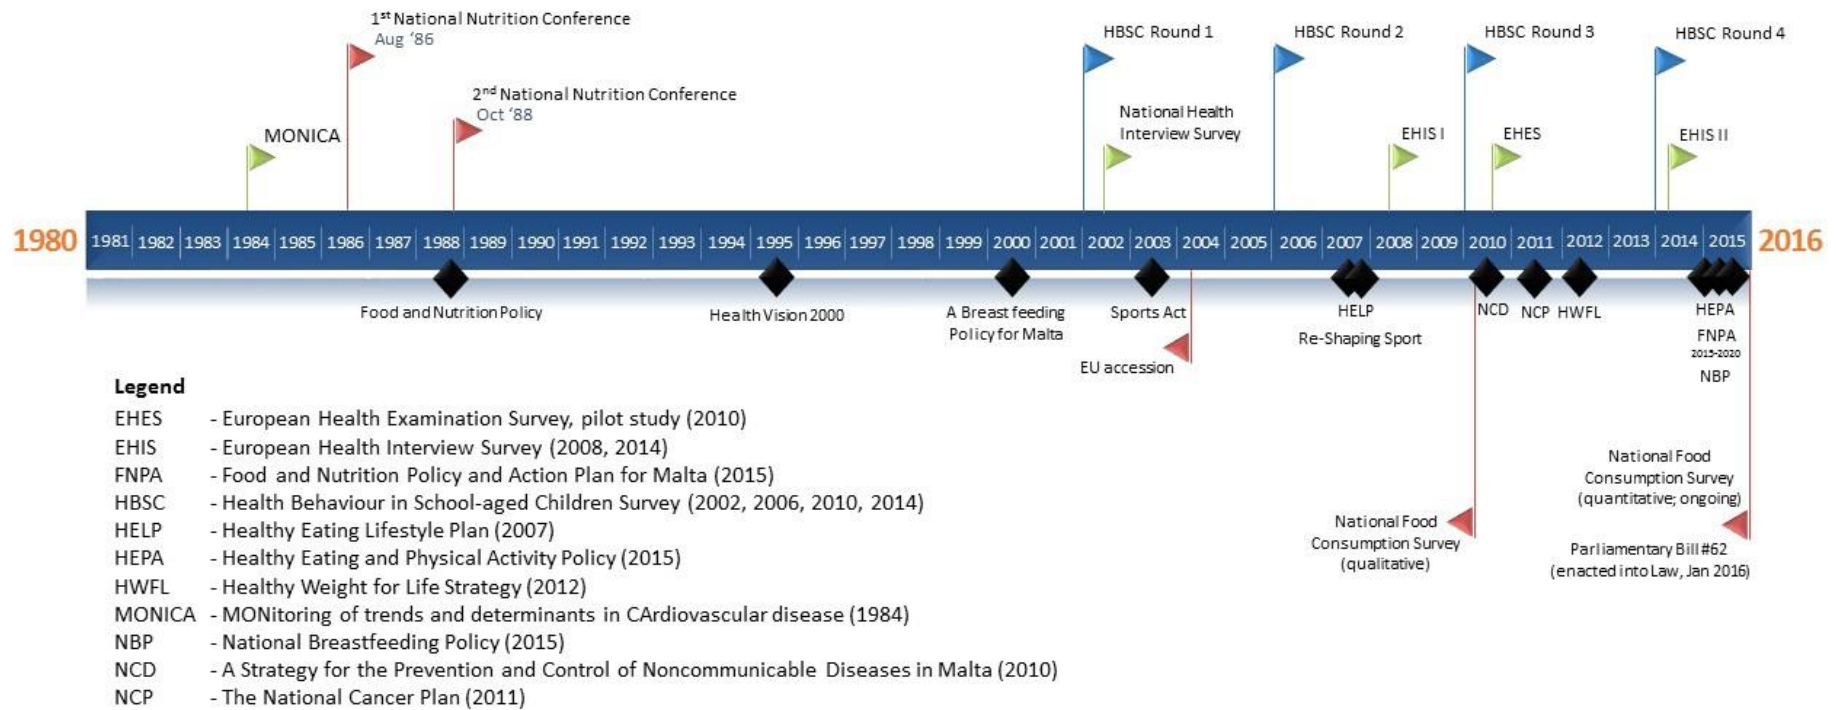 1st National Nutrition Conference
Aug ‘86
HBSC Round 1
HBSC Round 2
HBSC Round 3
HBSC Round 4
2nd National Nutrition Conference
Oct ‘88
MONICA
National Health
Interview Survey
EHIS I
EHES
EHIS II
1980 1981 1982 1983 1984 1985 1986 1987 1988 1989 1990 1991 1992 1993 1994 1995 1996 1997 1998 1999 2000 2001 2002 2003 2004 2005 2006 2007 2008 2009 2010 2011 2012 2013 2014 2015 2016
Food and Nutrition Policy
Health Vision 2000
A Breast feeding
Policy for Malta
Sports Act
EU accession
HELP
Re-Shaping Sport
NCD
NCP
HWFL
HEPA
FNPA
2015-2020
NBP
National Food
Consumption Survey
(qualitative)
National Food
Consumption Survey
(quantitative; ongoing)
Parliamentary Bill #62
(enacted into Law, Jan 2016)
Legend
EHES - European Health Examination Survey, pilot study (2010)
EHIS - European Health Interview Survey (2008, 2014)
FNPA - Food and Nutrition Policy and Action Plan for Malta (2015)
HBSC - Health Behaviour in School-aged Children Survey (2002, 2006, 2010, 2014)
HELP - Healthy Eating Lifestyle Plan (2007)
HEPA - Healthy Eating and Physical Activity Policy (2015)
HWFL - Healthy Weight for Life Strategy (2012)
MONICA - MONitoring of trends and determinants in CArdiovascular disease (1984)
NBP - National Breastfeeding Policy (2015)
NCD - A Strategy for the Prevention and Control of Noncommunicable Diseases in Malta (2010)
NCP - The National Cancer Plan (2011)